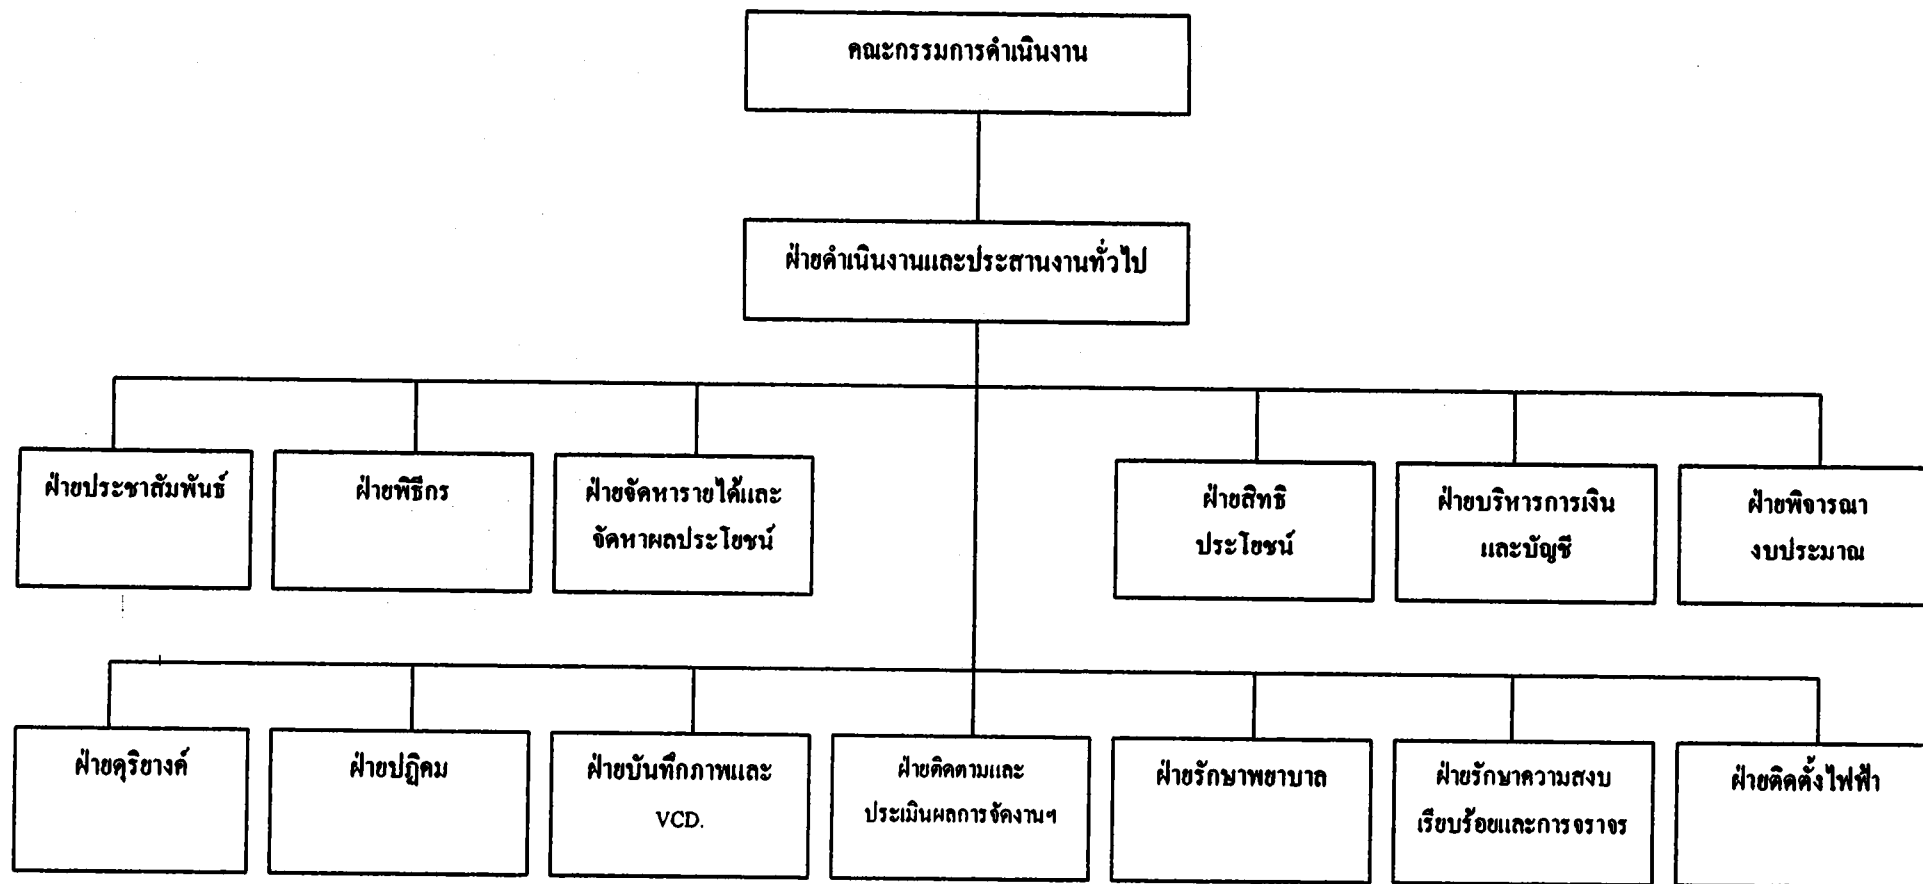 คณะกรรมการดำเนินงาน
ฝ่ายดำเนินงานและประสานงานทั่วไป
ฝ่ายประชาสัมพันธ์
ฝ่ายพิธีกร
ฝ่ายจัดหารายได้และ
จัดหาผลประโยชน์
ฝ่ายสิทธิ
ประโยชน์
ฝ่ายบริหารการเงิน
และบัญชี
ฝ่ายพิจารณา
งบประมาณ
ฝ่ายดุริยางค์
ฝ่ายปฏิคม
ฝ่ายบันทึกภาพและ
VCD.
ฝ่ายติดตามและ
ประเมินผลการจัดงานฯ
ฝ่ายรักษาพยาบาล
ฝ่ายรักษาความสงบ
เรียบร้อยและการจราจร
ฝ่ายติดตั้งไฟฟ้า